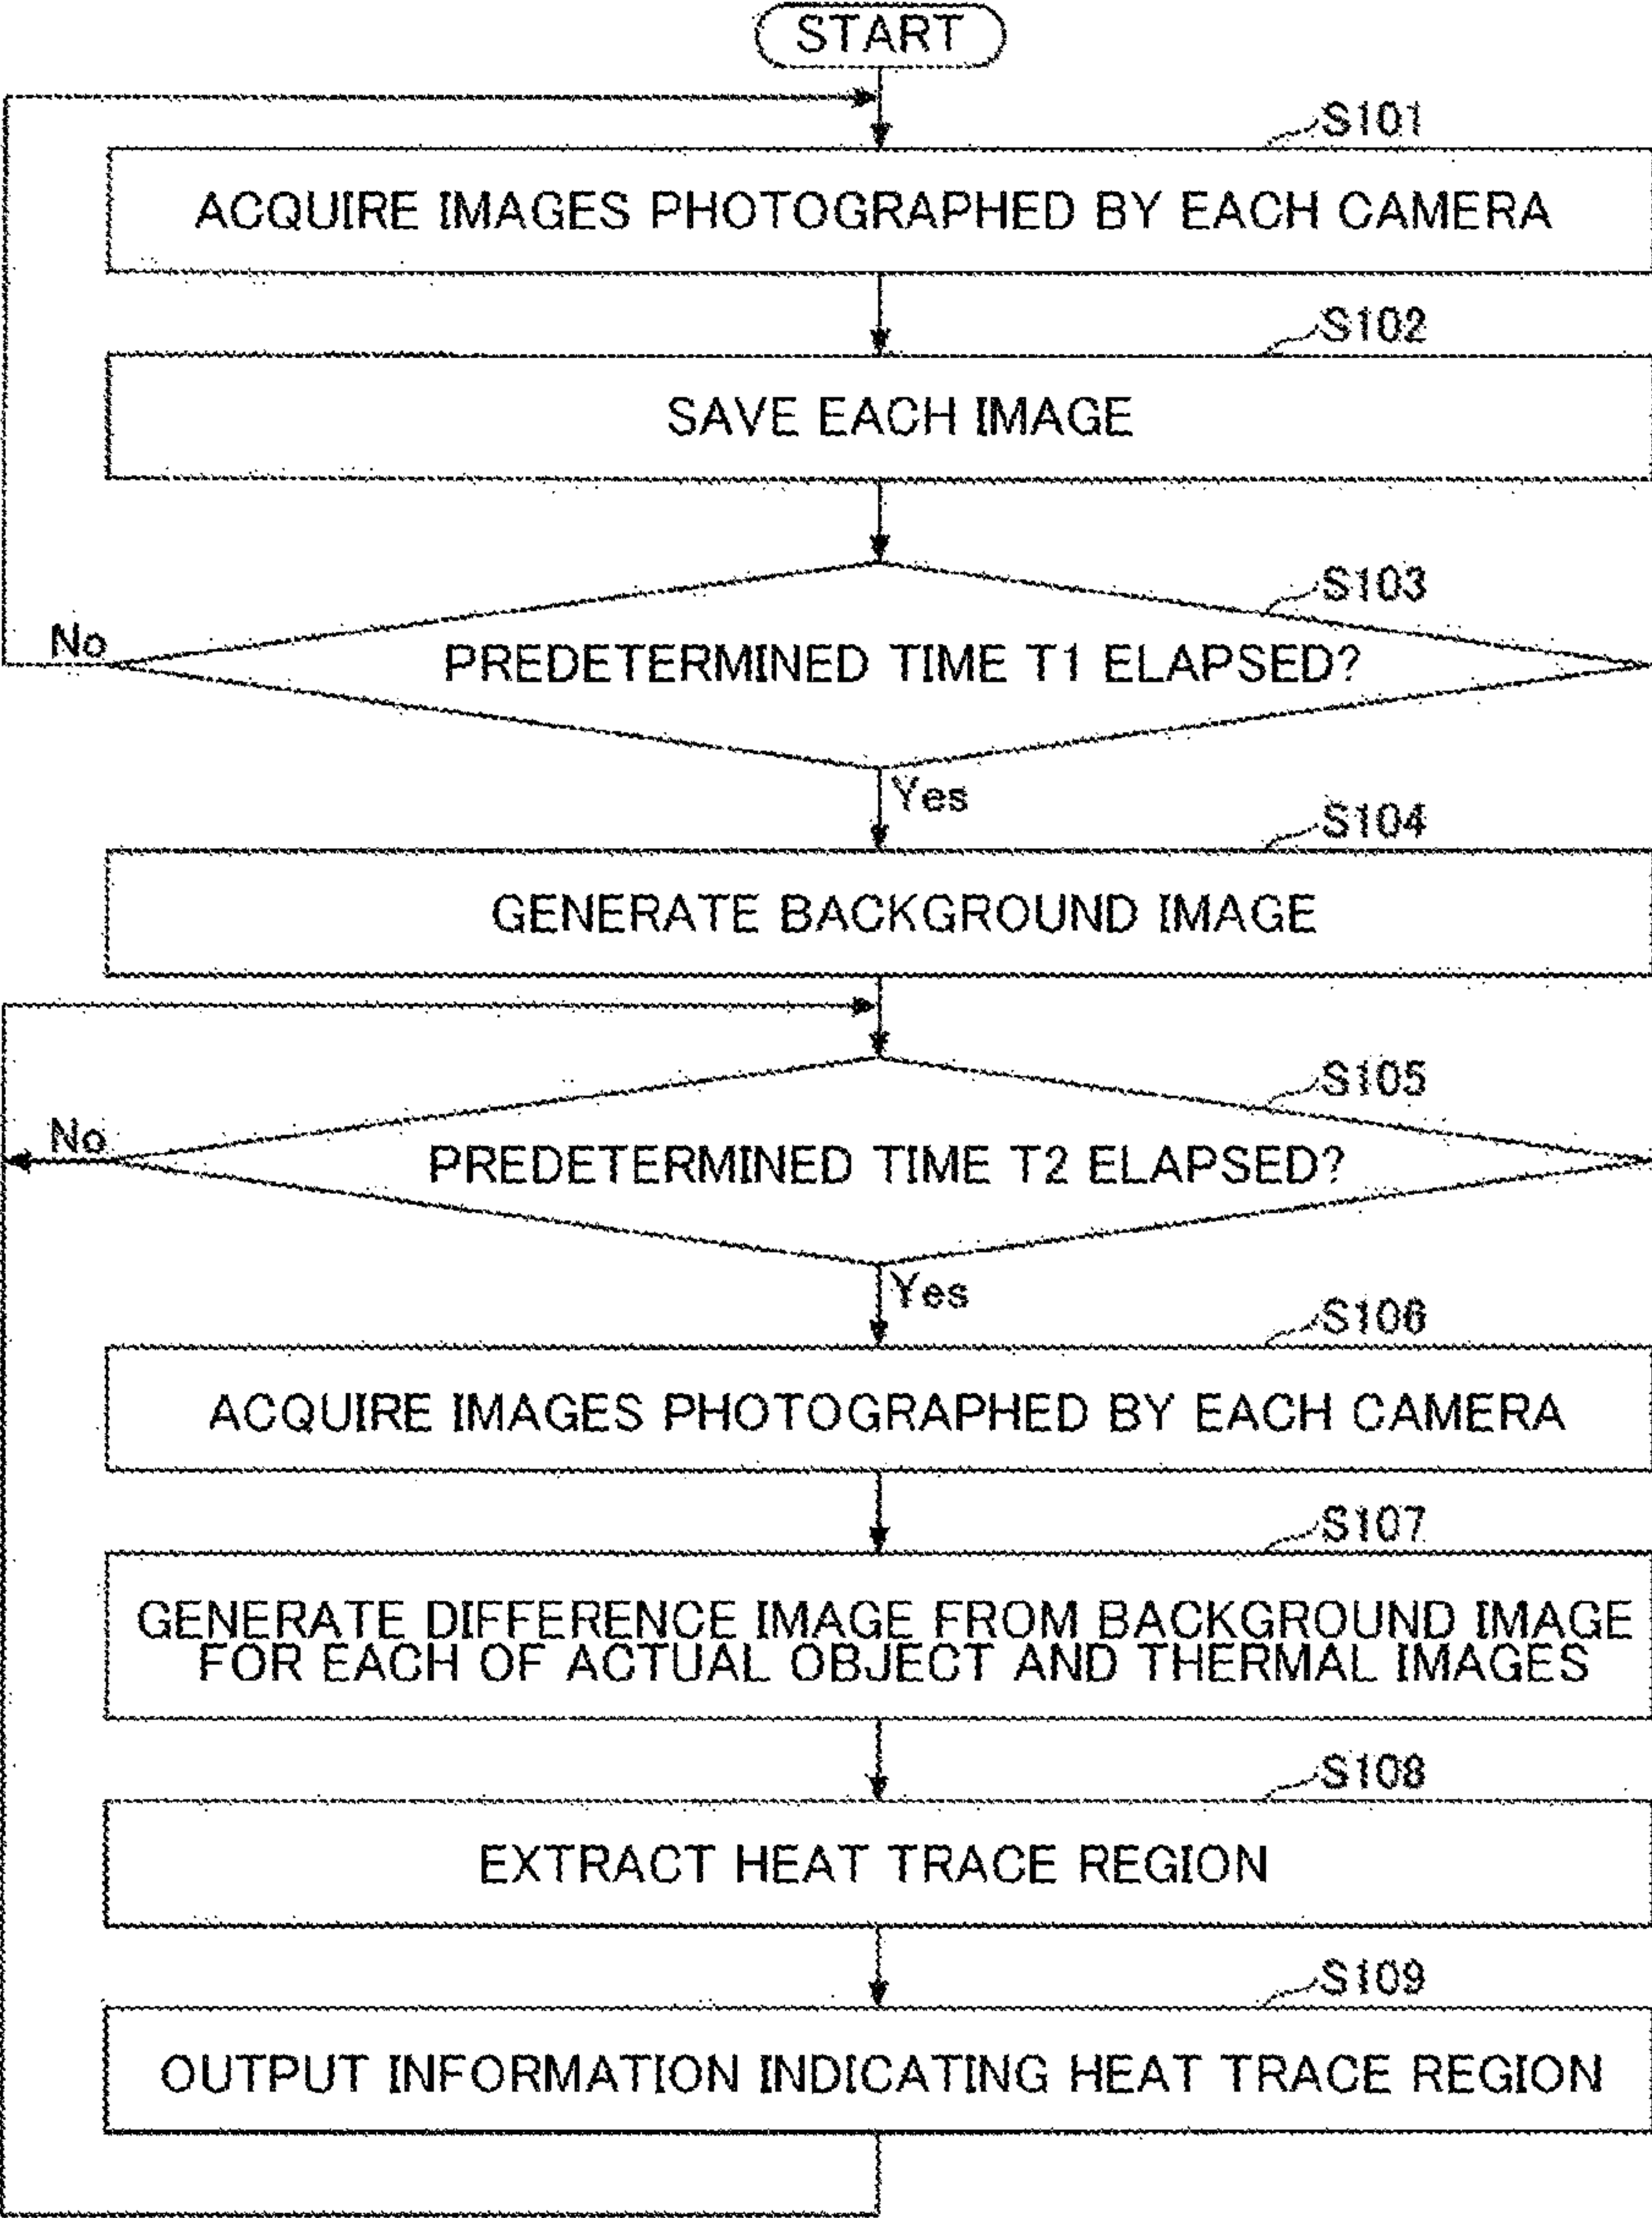 START
S101
ACQUIRE IMAGES PHOTOGRAPHED BY EACH CAMERA
S102
SAVE EACH IMAGE
S103
No
PREDETERMINED TIME T1 ELAPSED?
Yes
S104
GENERATE BACKGROUND IMAGE
S105
No
PREDETERMINED TIME T2 ELAPSED?
Yes
S106
ACQUIRE IMAGES PHOTOGRAPHED BY EACH CAMERA
S107
GENERATE DIFFERENCE IMAGE FROM BACKGROUND IMAGE
FOR EACH OF ACTUAL OBJECT AND THERMAL IMAGES
S108
EXTRACT HEAT TRACE REGION
S109
OUTPUT INFORMATION INDICATING HEAT TRACE REGION